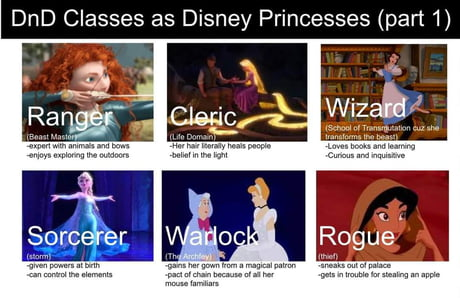 DnD Classes as Disney Princesses (part 1)
Ranger
(Beast Master)
-expert with animals and bows
-enjoys exploring the outdoors
Cleric
(Life Domain)
-Her hair literally heals people
-belief in the light
Wizard
(School of Transmutation cuz she
transforms the beast)
-Loves books and learning
-Curious and inquisitive
Sorcerer
(storm)
-given powers at birth
-can control the elements
Warlock
(The Archfey)
-gains her gown from a magical patron
-pact of chain because of all her
mouse familiars
Rogue
(thief)
-sneaks out of palace
-gets in trouble for stealing an apple